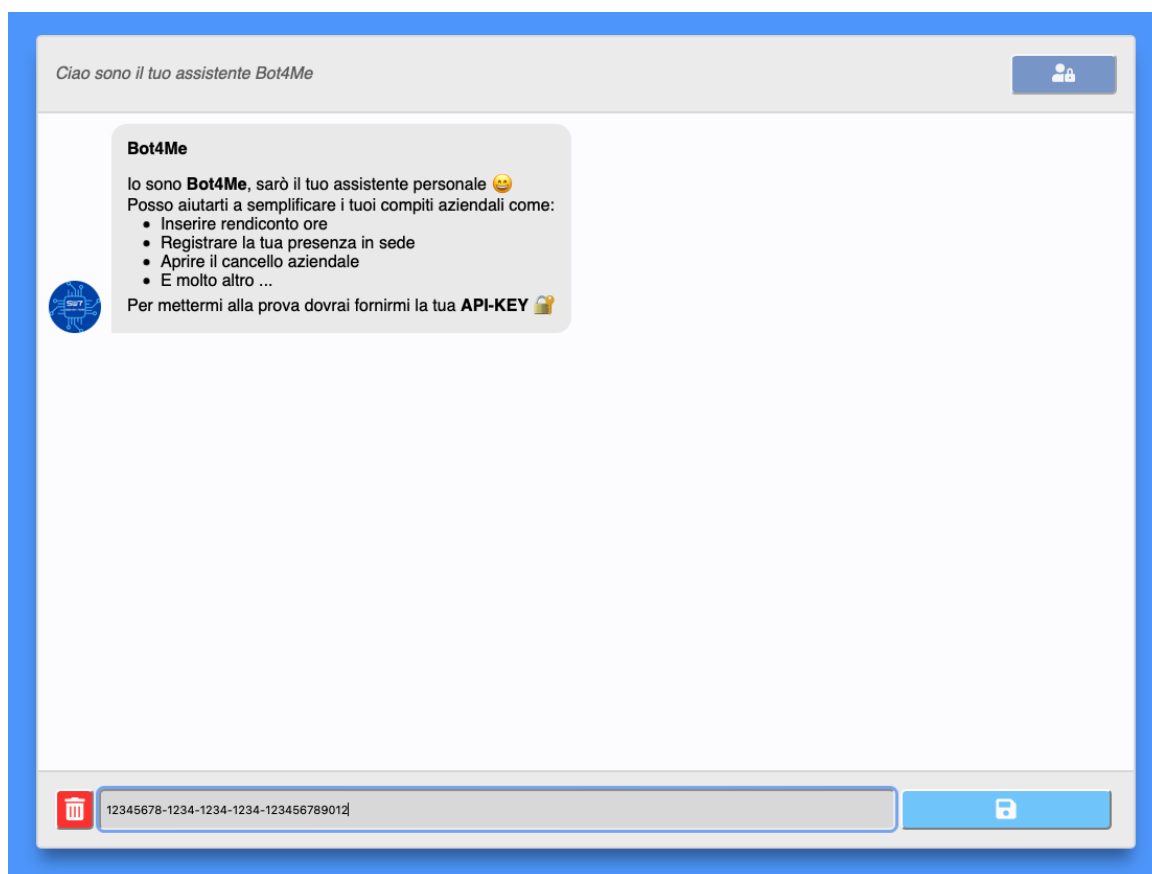 Ciao sono il tuo assistente Bot4Me
Bot4Me
Io sono Bot4Me, sarò il tuo assistente personale 😄
Posso aiutarti a semplificare i tuoi compiti aziendali come:
• Inserire rendiconto ore
• Registrare la tua presenza in sede
• Aprire il cancello aziendale
• E molto altro ...
SWT
Per mettermi alla prova dovrai fornirmi la tua API-KEY 🔐
12345678-1234-1234-1234-123456789012